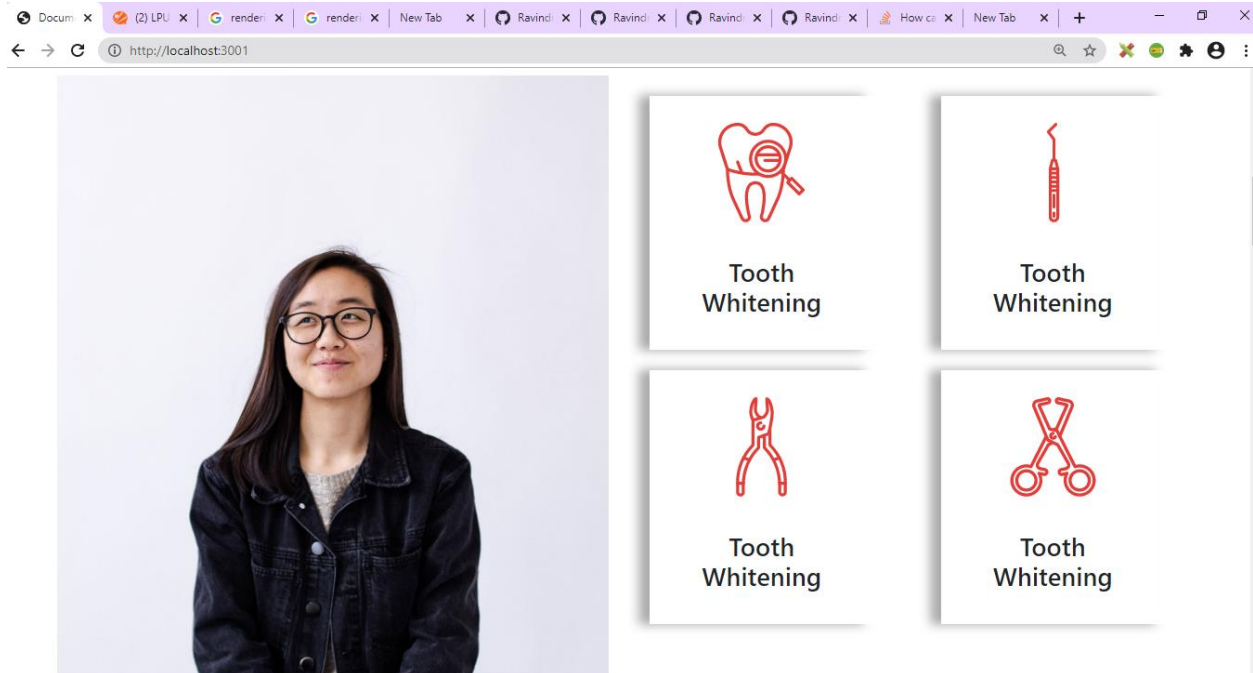 Docum
(2) LPU
renderi
renderi
New Tab
Ravind
Ravind
Ravind
Ravind
How ca
New Tab
http://localhost:3001
Tooth
Whitening
Tooth
Whitening
Tooth
Whitening
Tooth
Whitening